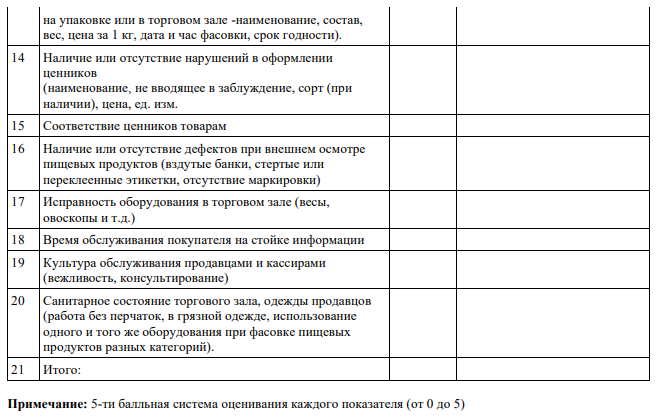 на упаковке или в торговом зале -наименование, состав,
вес, цена за 1 кг, дата и час фасовки, срок годности).
14 Наличие или отсутствие нарушений в оформлении
ценников
(наименование, не вводящее в заблуждение, сорт (при
наличии), цена, ед. изм.
15 Соответствие ценников товарам
16 Наличие или отсутствие дефектов при внешнем осмотре
пищевых продуктов (вздутые банки, стертые или
переклеенные этикетки, отсутствие маркировки)
17 Исправность оборудования в торговом зале (весы,
овоскопы и т.д.)
18 Время обслуживания покупателя на стойке информации
19 Культура обслуживания продавцами и кассирами
(вежливость, консультирование)
20 Санитарное состояние торгового зала, одежды продавцов
(работа без перчаток, в грязной одежде, использование
одного и того же оборудования при фасовке пищевых
продуктов разных категорий).
21 Итого:
Примечание: 5-ти балльная система оценивания каждого показателя (от 0 до 5)